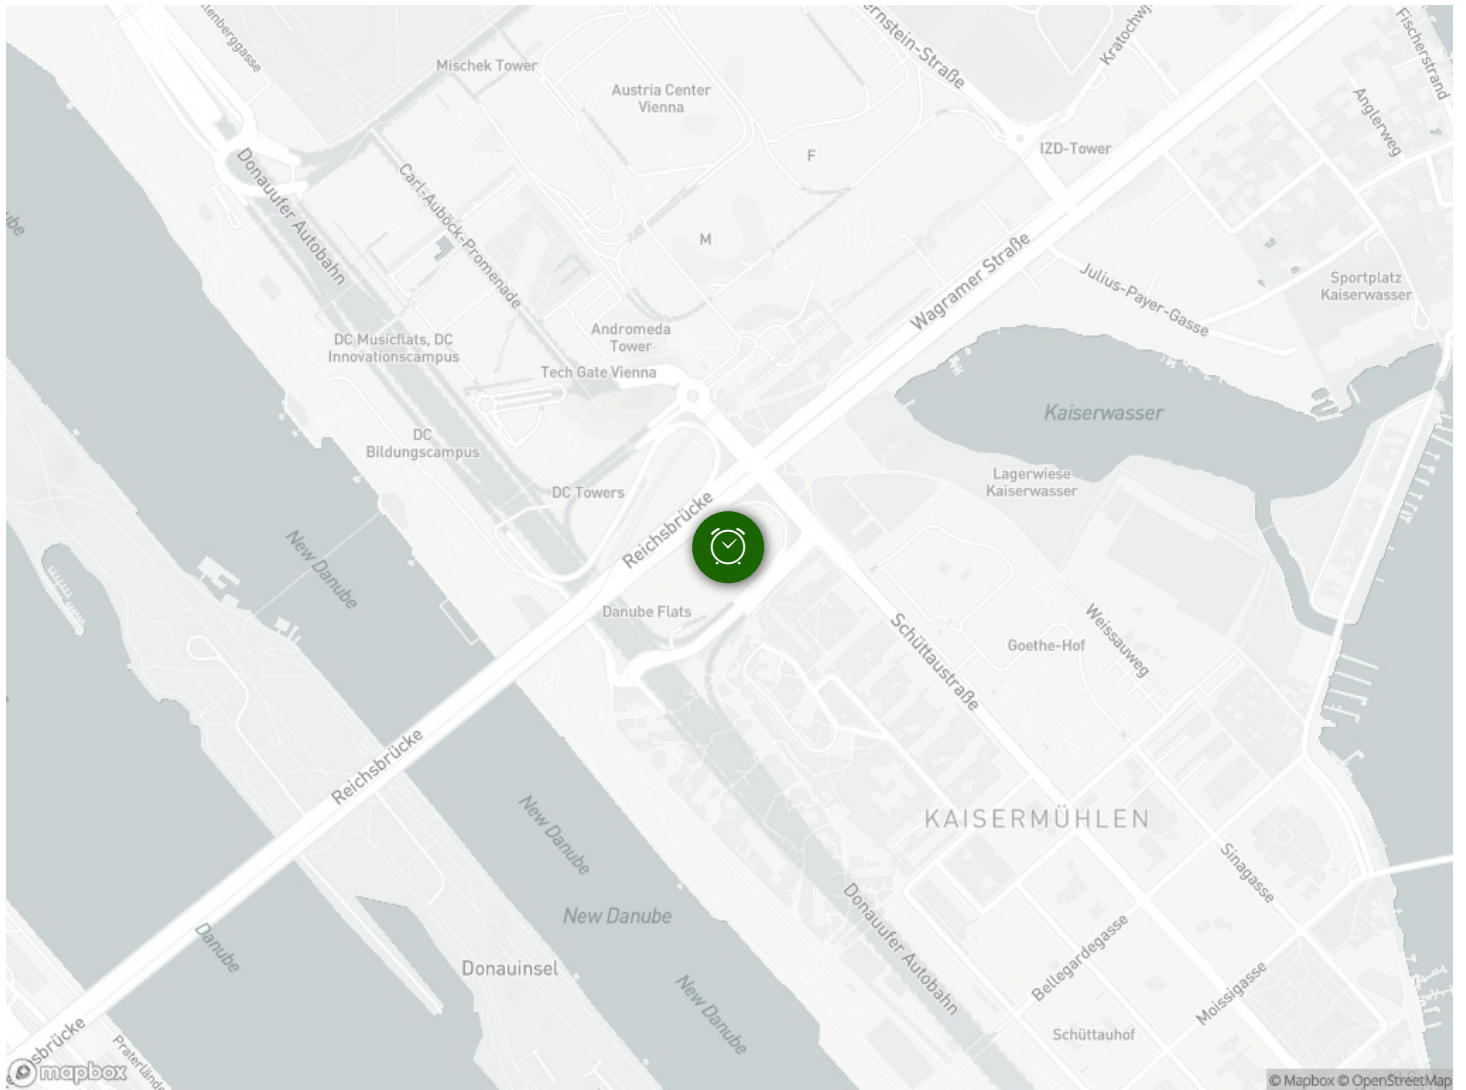 Mischek Tower
Austria Center
Vienna
F
M
IZD-Tower
Anglerweg
Fischerstrand
Donauufer Autobahn
Carl-Auböck-Promenade
Wagramer Straße
Julius-Payer-Gasse
Sportplatz
Kaiserwasser
DC Musicflats, DC
Innovationscampus
Andromeda
Tower
Tech Gate Vienna
Kaiserwasser
DC
Bildungscampus
Lagerwiese
Kaiserwasser
DC Towers
Reichsbrücke
New Danube
Danube Flats
Schüttaustraße
Goethe-Hof
Weissauweg
Reichsbrücke
KAISERMÜHLEN
New Danube
Sinagasse
New Danube
Donauufer Autobahn
Danube
Donauinsel
Bellegardegasse
Moissigasse
New Danube
Schüttauhof
sbrücke
Praterlände
mapbox
© Mapbox © OpenStreetMap